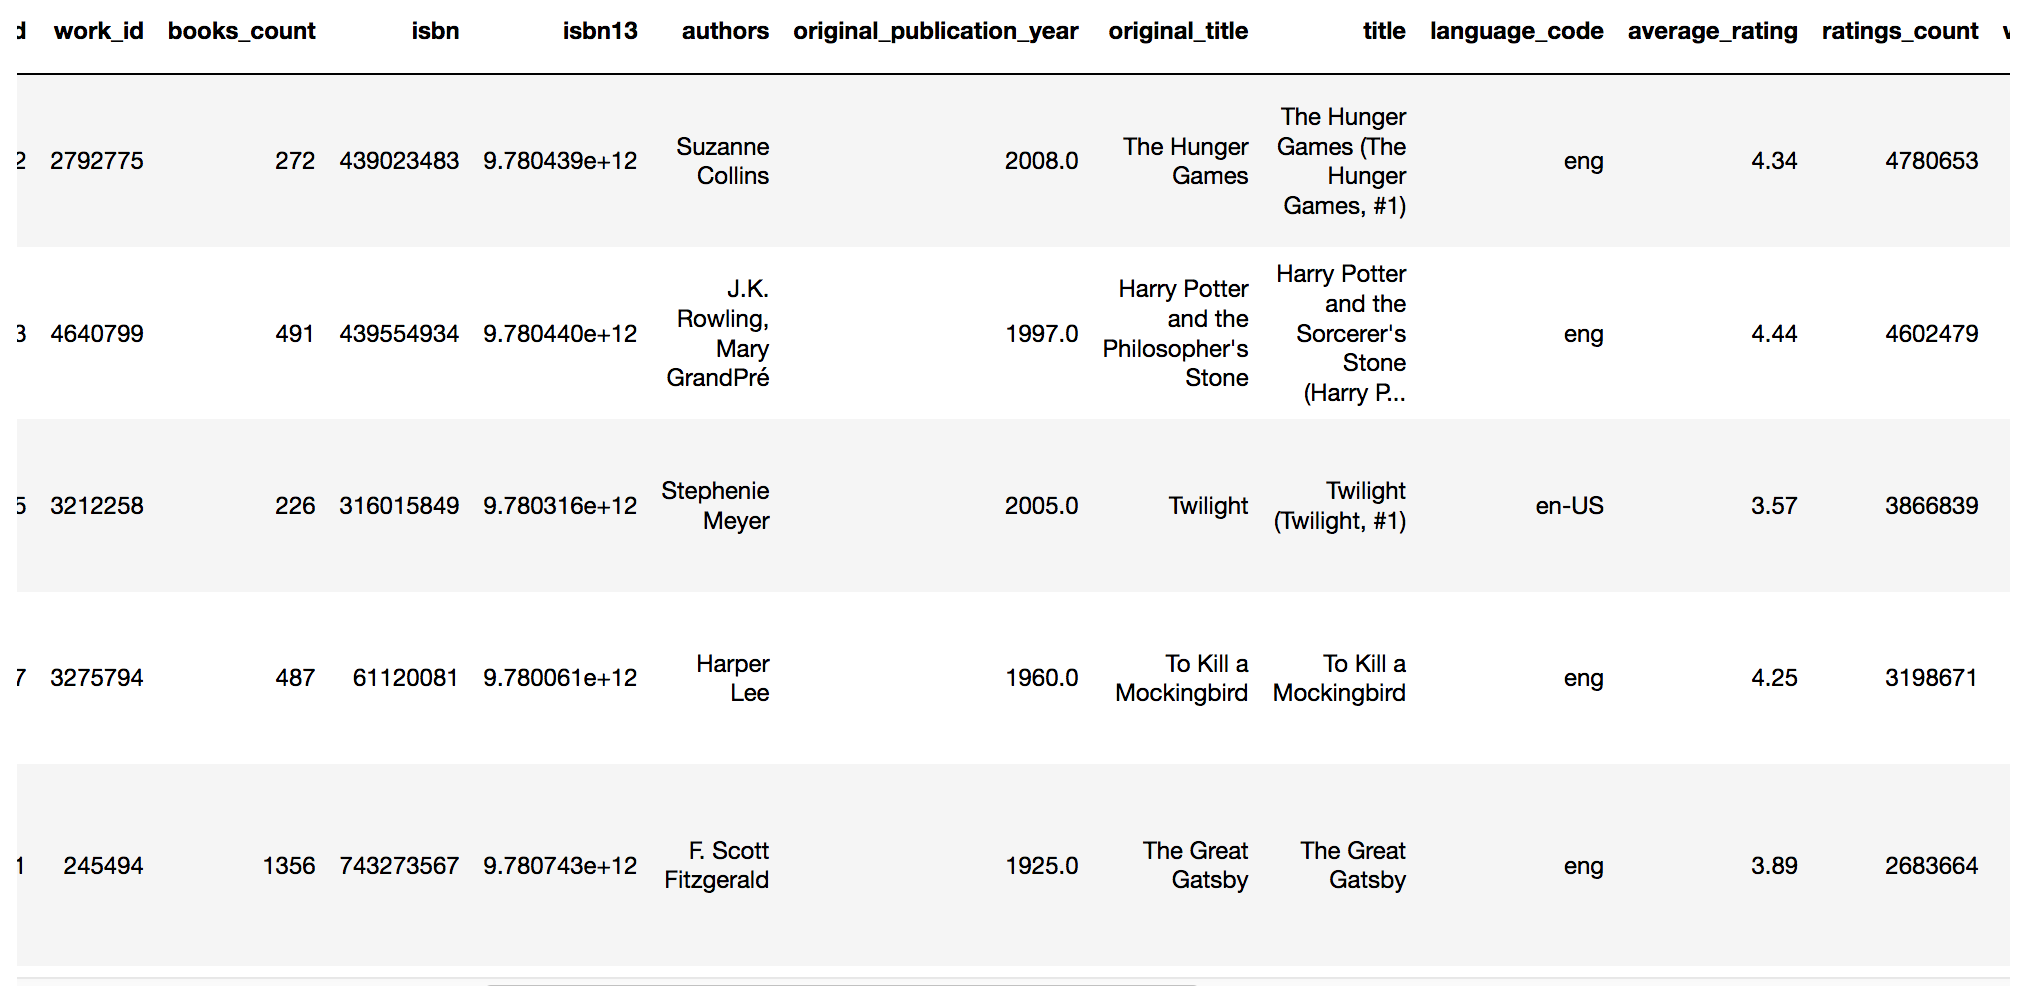 d work_id books_count isbn isbn13 authors original_publication_year original_title title language_code average_rating ratings_count
2 2792775 272 439023483 9.780439e+12 Suzanne Collins 2008.0 The Hunger Games The Hunger Games (The Hunger Games, #1) eng 4.34 4780653
3 4640799 491 439554934 9.780440e+12 J.K. Rowling, Mary GrandPré 1997.0 Harry Potter and the Philosopher's Stone Harry Potter and the Sorcerer's Stone (Harry P... eng 4.44 4602479
5 3212258 226 316015849 9.780316e+12 Stephenie Meyer 2005.0 Twilight Twilight (Twilight, #1) en-US 3.57 3866839
7 3275794 487 61120081 9.780061e+12 Harper Lee 1960.0 To Kill a Mockingbird To Kill a Mockingbird eng 4.25 3198671
1 245494 1356 743273567 9.780743e+12 F. Scott Fitzgerald 1925.0 The Great Gatsby The Great Gatsby eng 3.89 2683664